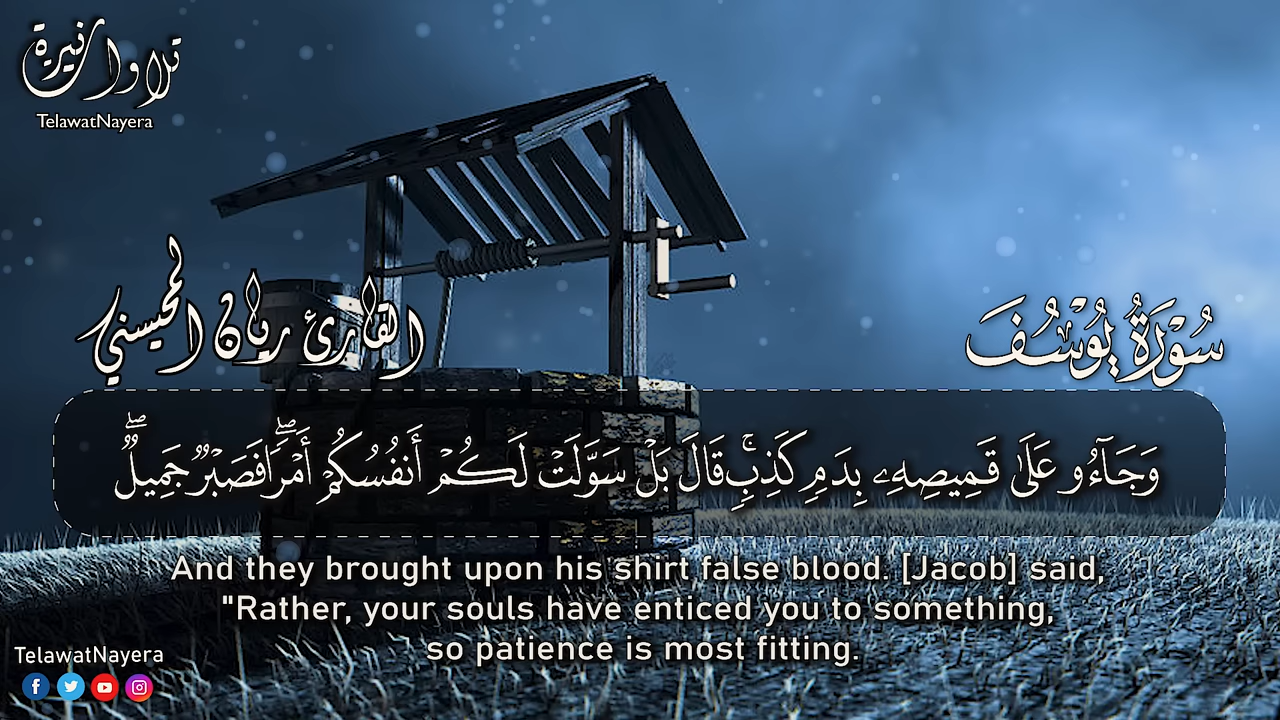 تلاوات نيرة
TelawatNayera
القارئ ريان المحيسني
سُورَةُ يُوسُفَ
وَجَآءُو عَلَىٰ قَمِيصِهِۦ بِدَمٍ كَذِبٍۚ قَالَ بَلْ سَوَّلَتْ لَكُمْ أَنفُسُكُمْ أَمْرًاۖ فَصَبْرٌ جَمِيلٌۖ
And they brought upon his shirt false blood. [Jacob] said,
"Rather, your souls have enticed you to something,
so patience is most fitting.
TelawatNayera